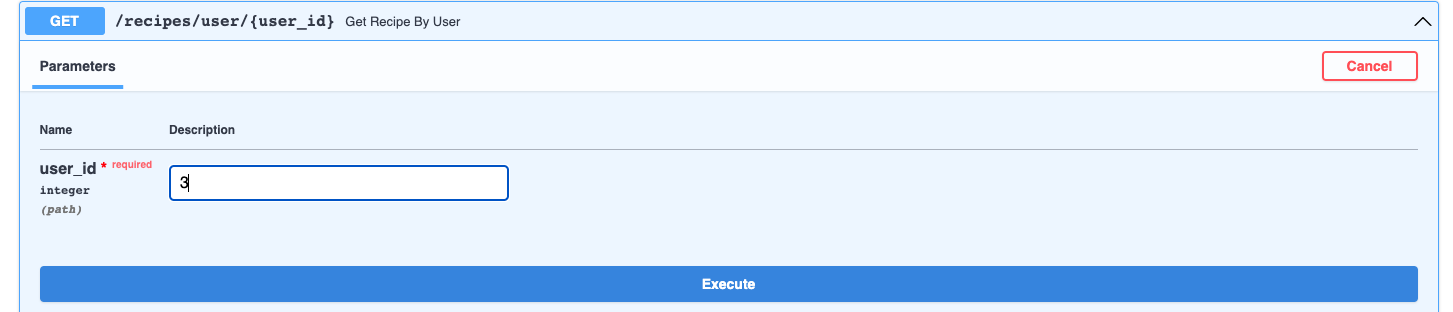 GET /recipes/user/{user_id} Get Recipe By User
Parameters Cancel
Name Description
user_id * required
3
integer
(path)
Execute